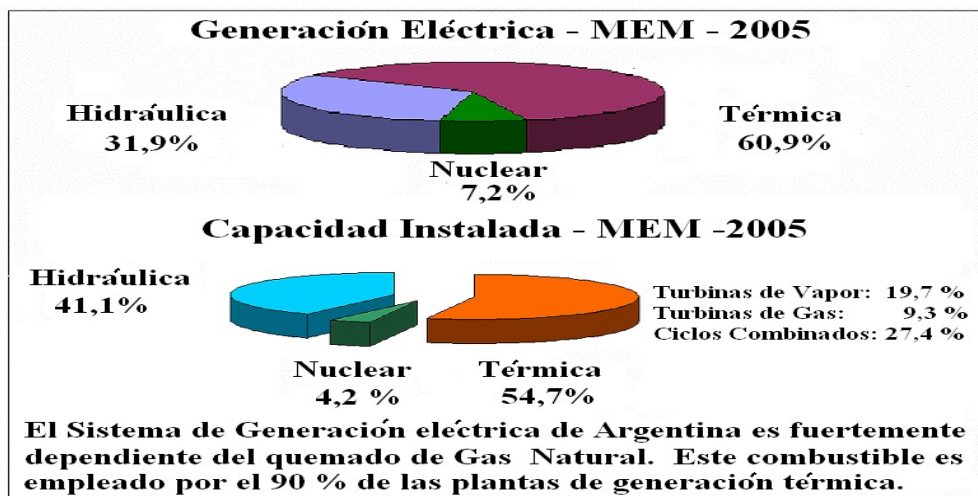 Generación Eléctrica - MEM - 2005
Hidráulica
31,9%
Térmica
60,9%
Nuclear
7,2%
Capacidad Instalada - MEM -2005
Hidráulica
41,1%
Turbinas de Vapor: 19,7 %
Turbinas de Gas: 9,3 %
Ciclos Combinados: 27,4 %
Nuclear
4,2 %
Térmica
54,7%
El Sistema de Generación eléctrica de Argentina es fuertemente
dependiente del quemado de Gas Natural. Este combustible es
empleado por el 90 % de las plantas de generación térmica.